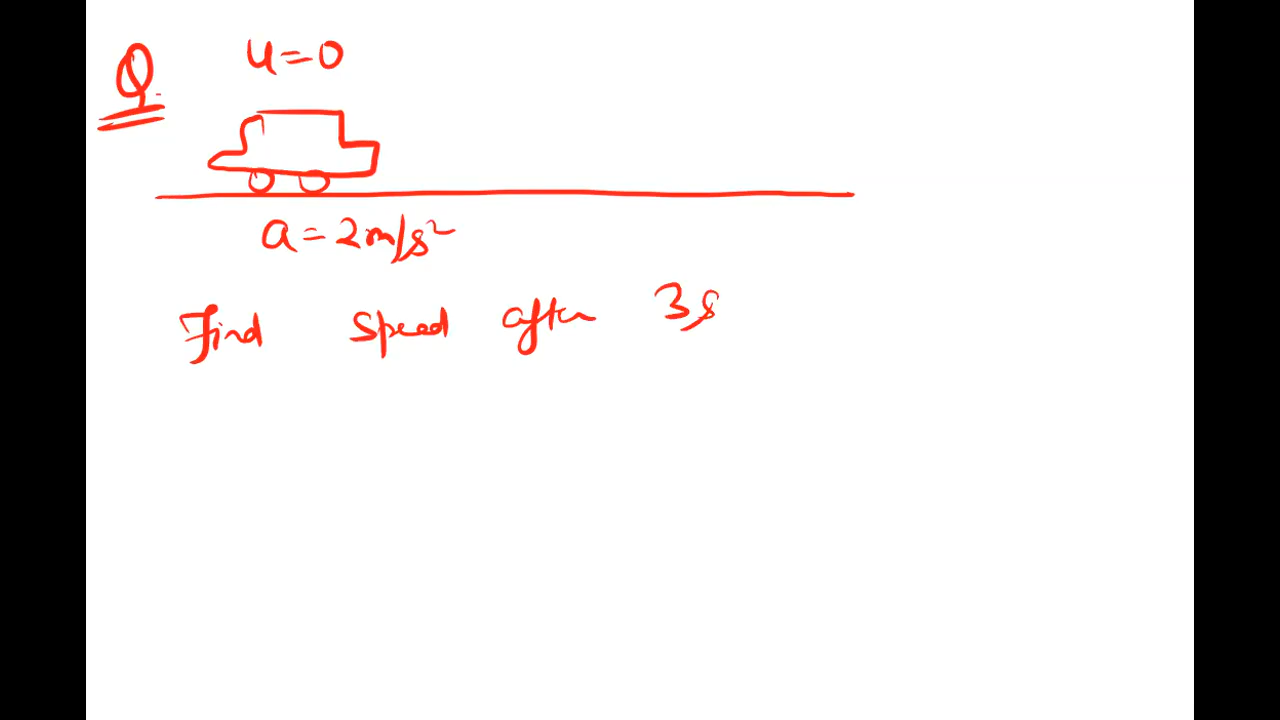 Q.
u=0
a=2m/s²
Find speed after 3s